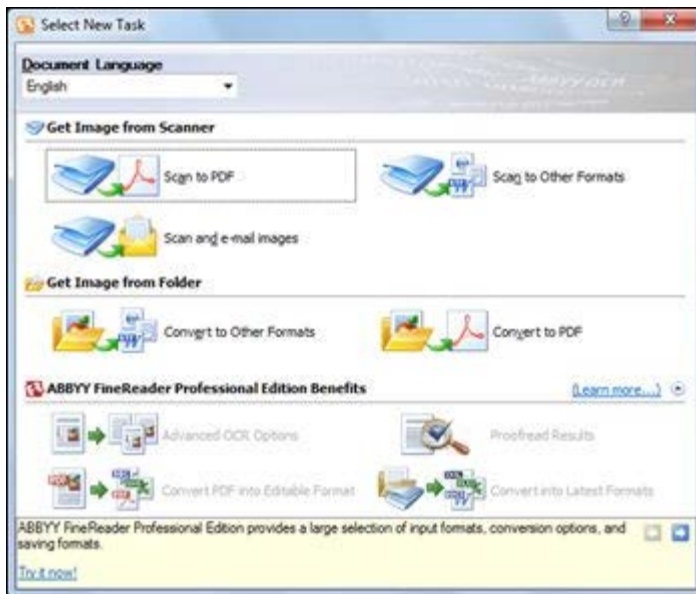 Select New Task
Document Language
English
Get Image from Scanner
Scan to PDF
Scan to Other Formats
Scan and e-mail images
Get Image from Folder
Convert to Other Formats
Convert to PDF
ABBYY FineReader Professional Edition Benefits
(Learn more...)
Advanced OCR Options
Proofread Results
Convert PDF into Editable Format
Convert into Latest Formats
ABBYY FineReader Professional Edition provides a large selection of input formats, conversion options, and
saving formats.
Try it now!